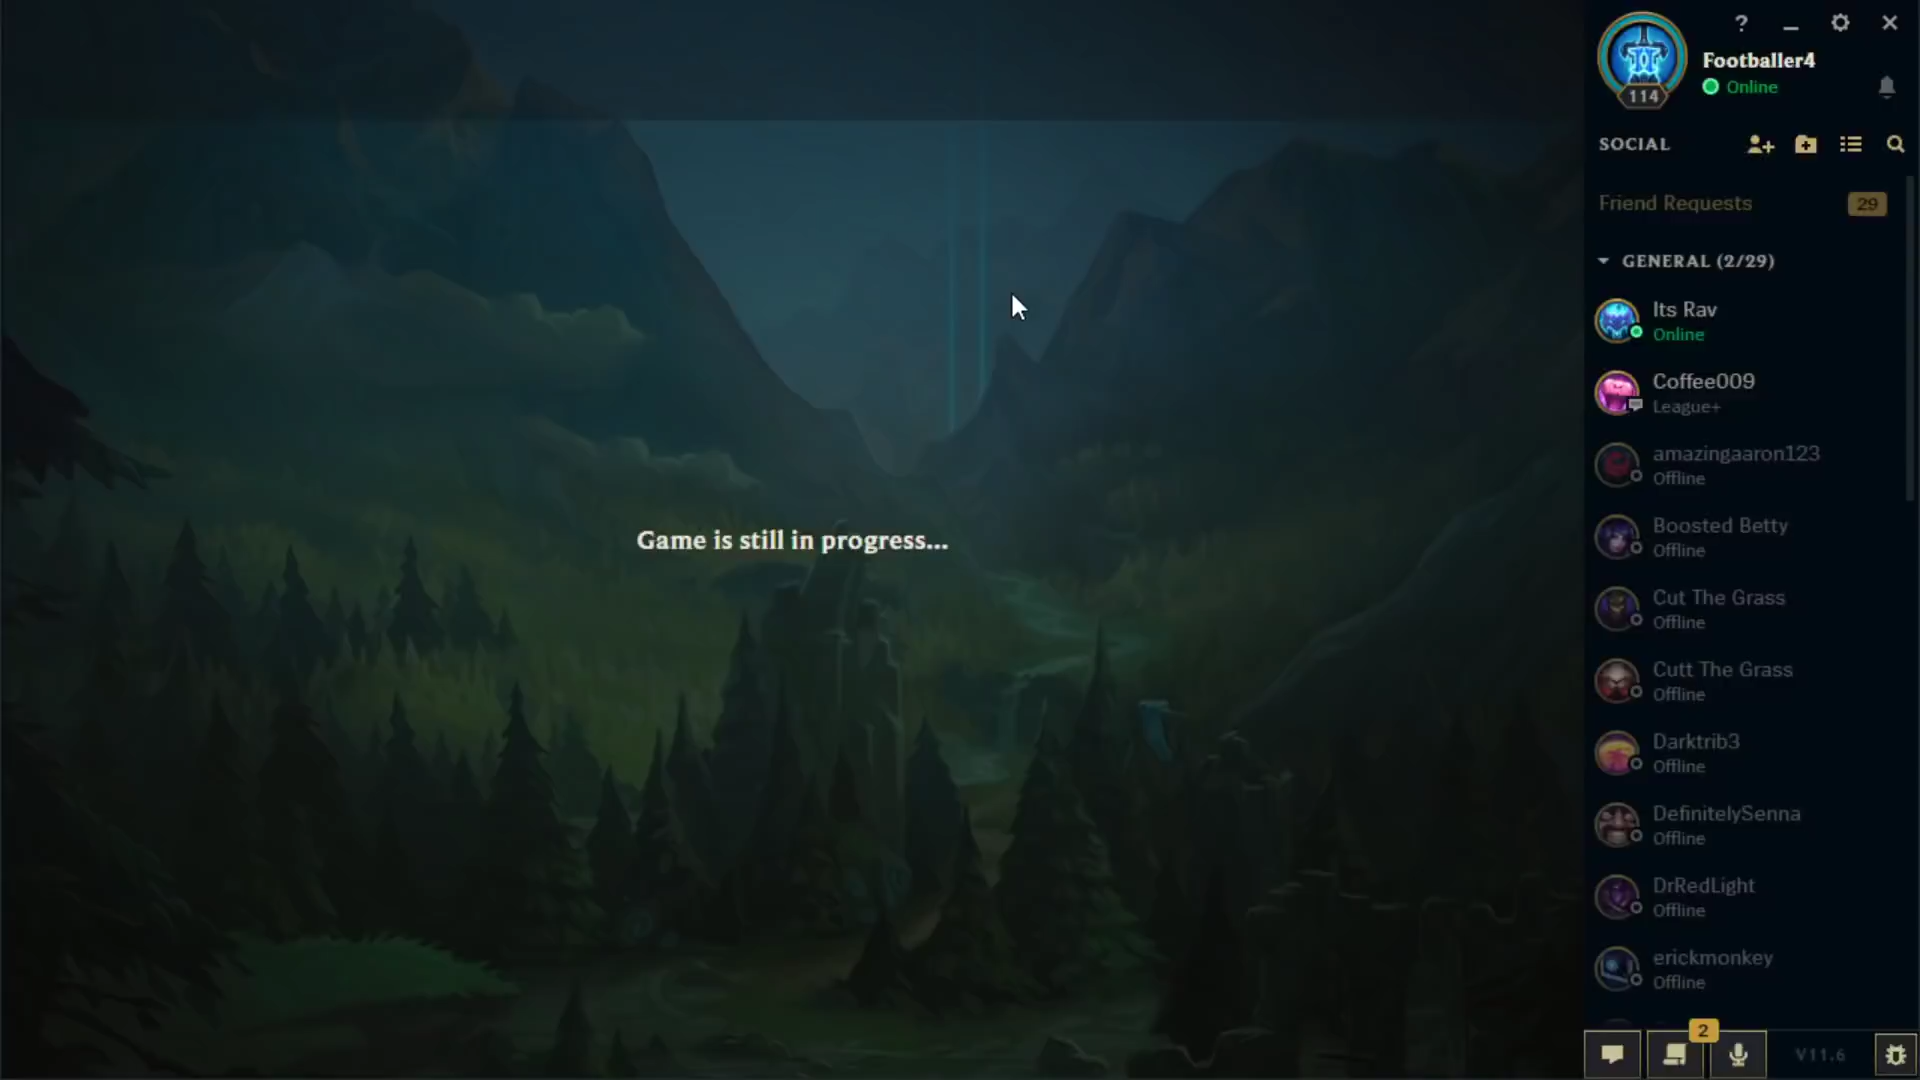 ?
Footballer4
Online
114
SOCIAL
Friend Requests
29
GENERAL (2/29)
Its Rav
Online
Coffee009
League+
amazingaaron123
Offline
Boosted Betty
Offline
Game is still in progress...
Cut The Grass
Offline
Cutt The Grass
Offline
Darktrib3
Offline
DefinitelySenna
Offline
DrRedLight
Offline
erickmonkey
Offline
2
V11.6